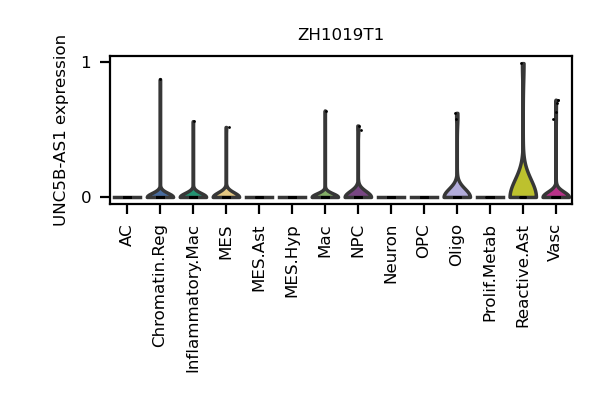 ZH1019T1
UNC5B-AS1 expression
1
0
AC
Chromatin.Reg
Inflammatory.Mac
MES
MES.Ast
MES.Hyp
Mac
NPC
Neuron
OPC
Oligo
Prolif.Metab
Reactive.Ast
Vasc